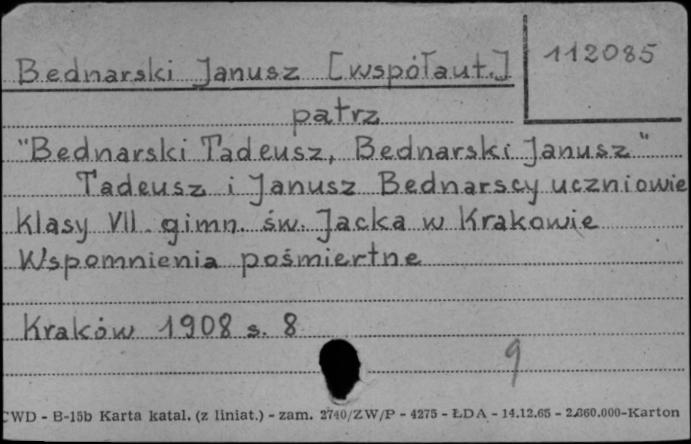 112085
Bednarski Janusz [współaut.]
patrz
"Bednarski Tadeusz, Bednarski Janusz"
Tadeusz i Janusz Bednarscy uczniowie
klasy VII. gimn. św. Jacka w Krakowie
Wspomnienia pośmiertne
Kraków 1908 s. 8
9
CWD - B-15b Karta katal. (z liniat.) - zam. 2740/ZW/P - 4275 - ŁDA - 14.12.65 - 2.860.000-Karton